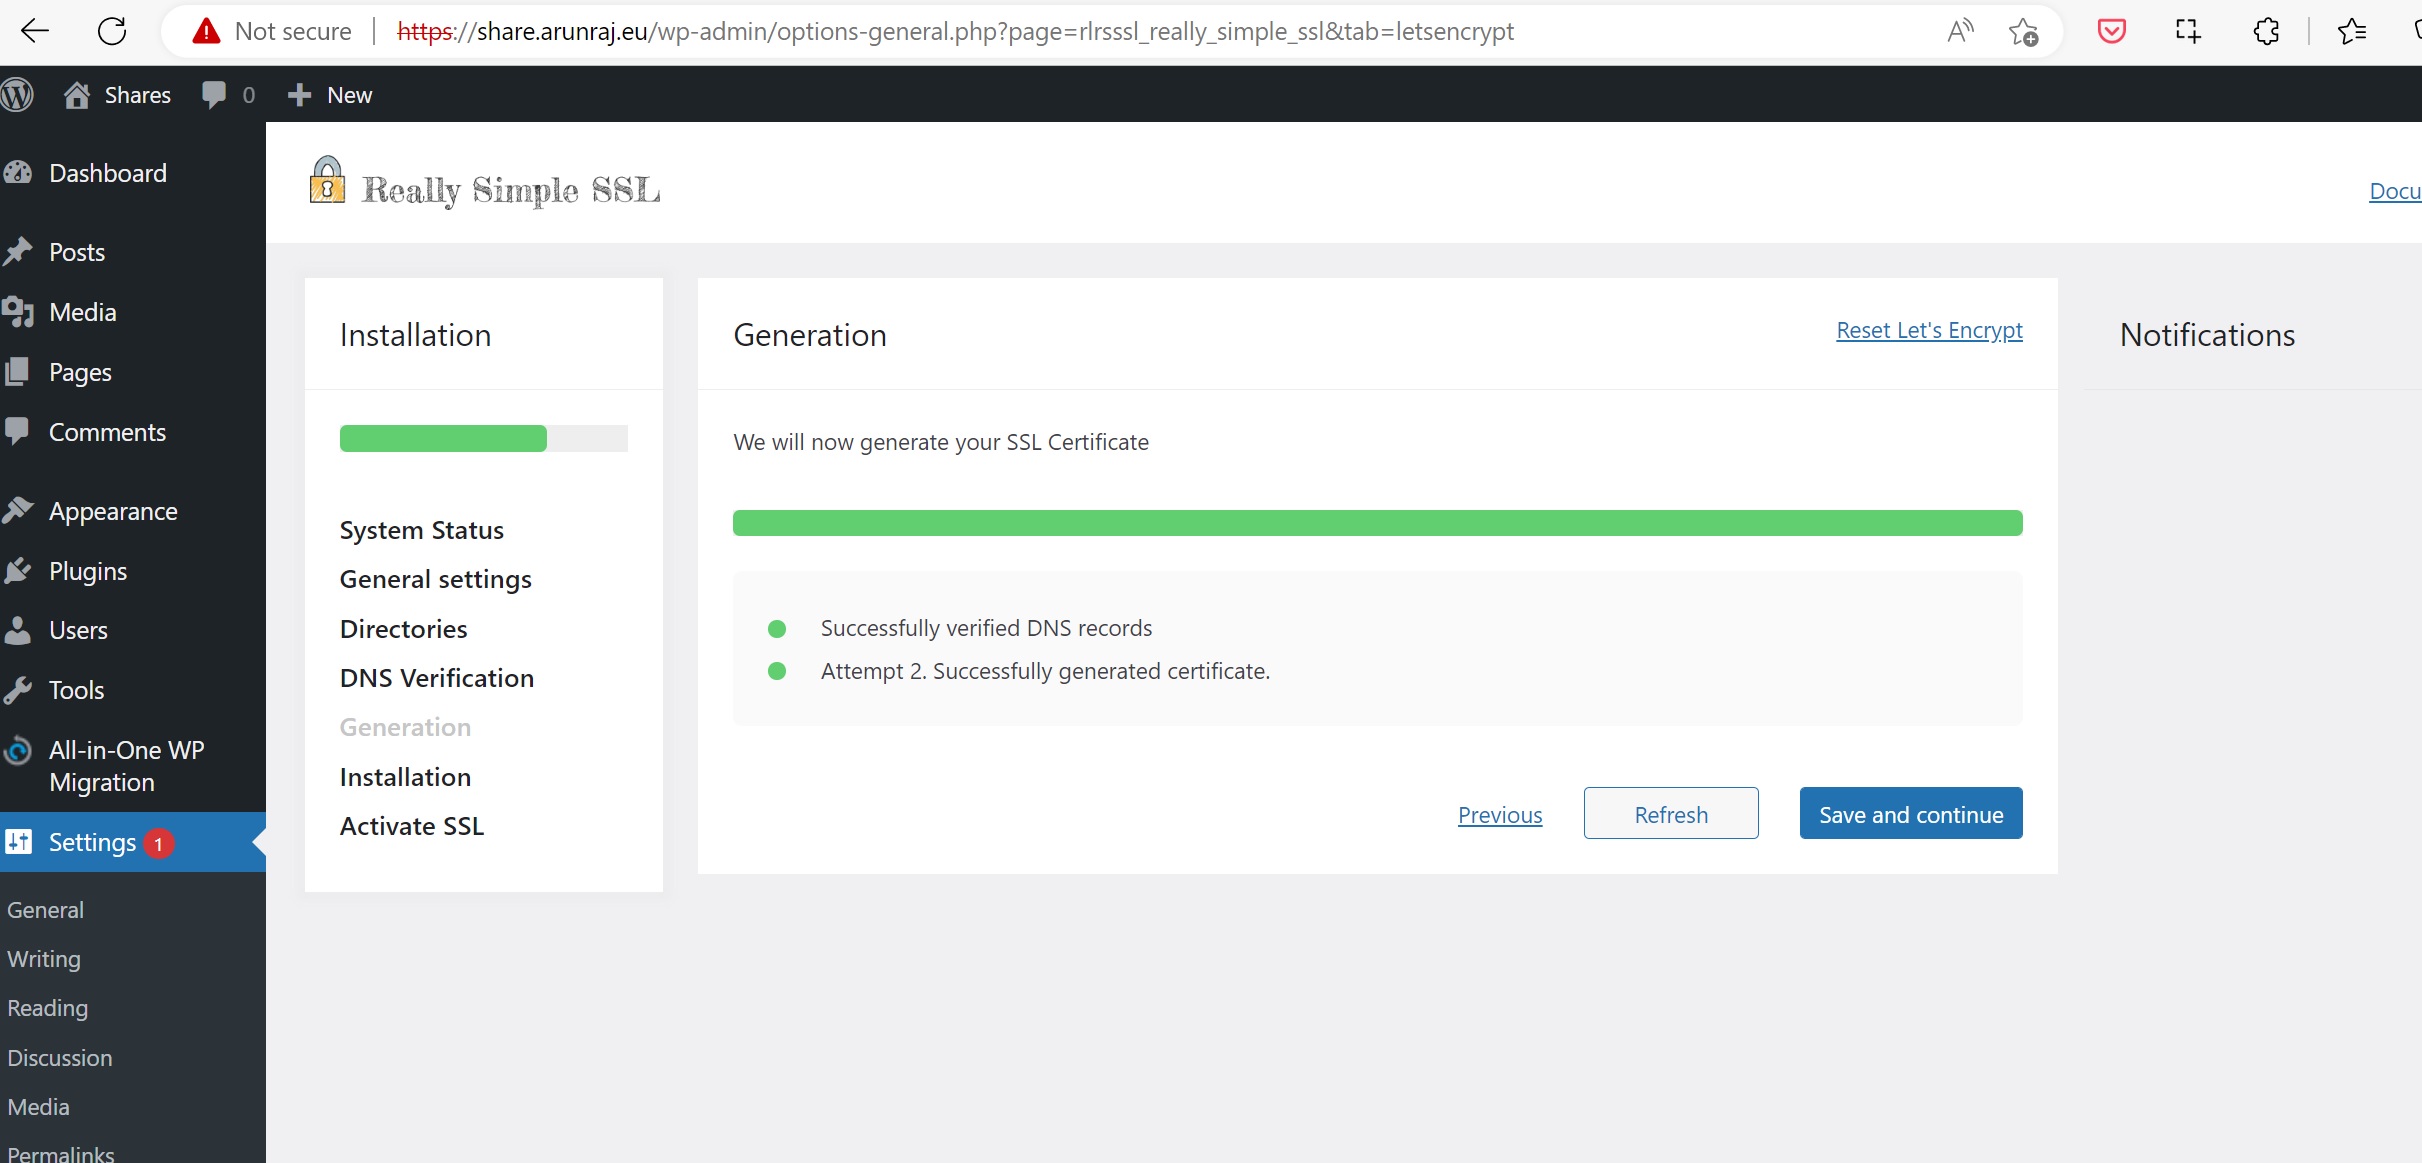 Not secure
https://share.arunraj.eu/wp-admin/options-general.php?page=rlrsssl_really_simple_ssl&tab=letsencrypt
Shares
0
New
Dashboard
Posts
Media
Pages
Comments
Appearance
Plugins
Users
Tools
All-in-One WP
Migration
Settings 1
General
Writing
Reading
Discussion
Media
Permalinks
Really Simple SSL
Docu
Installation
System Status
General settings
Directories
DNS Verification
Generation
Installation
Activate SSL
Generation
Reset Let's Encrypt
We will now generate your SSL Certificate
Successfully verified DNS records
Attempt 2. Successfully generated certificate.
Previous
Refresh
Save and continue
Notifications